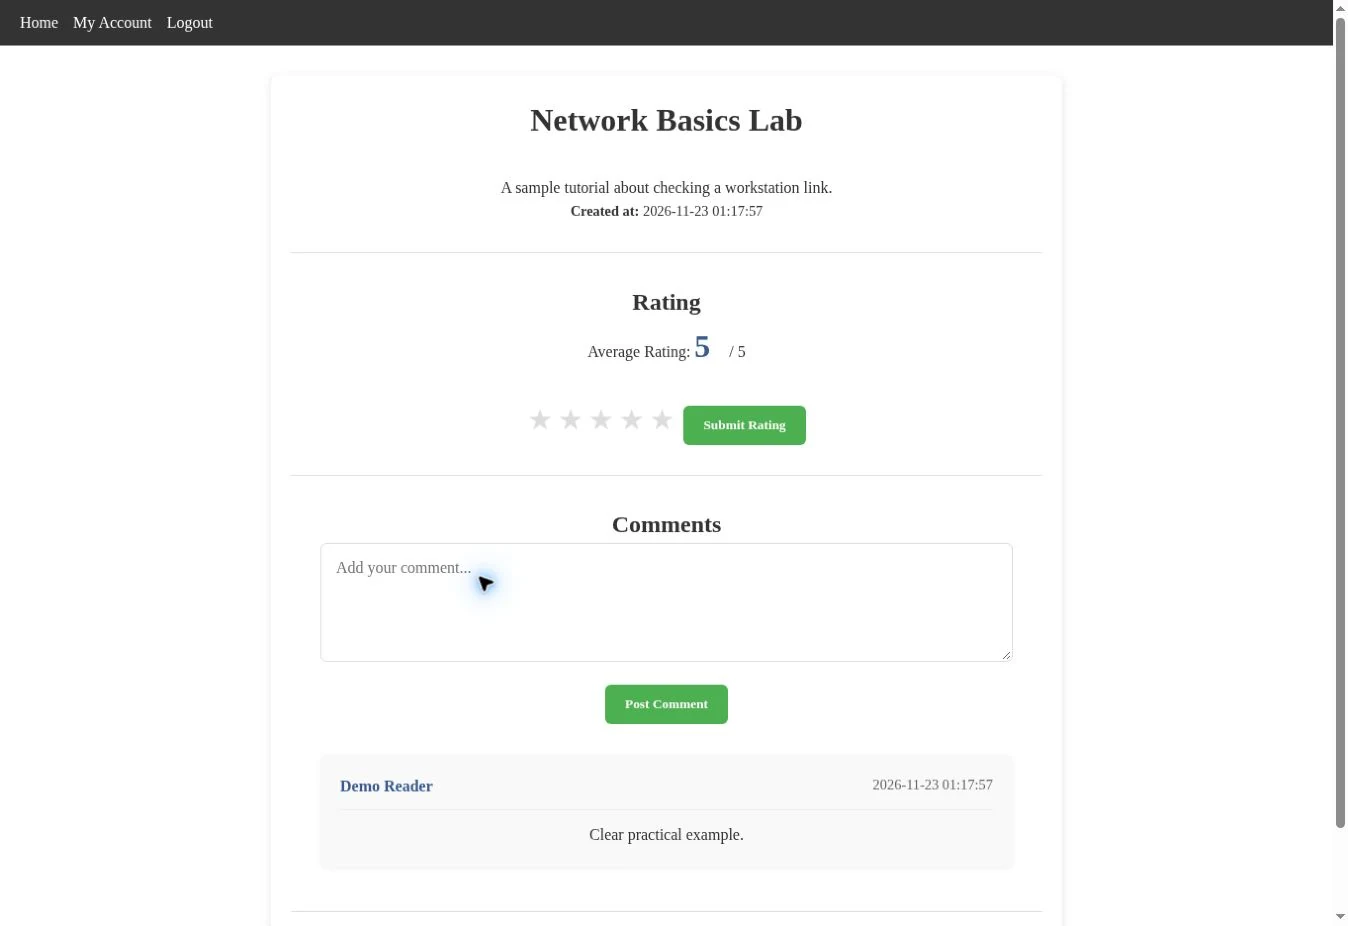 Home My Account Logout
Network Basics Lab
A sample tutorial about checking a workstation link.
Created at: 2026-11-23 01:17:57
Rating
Average Rating: 5 / 5
★ ★ ★ ★ ★ Submit Rating
Comments
Add your comment...
Post Comment
Demo Reader 2026-11-23 01:17:57
Clear practical example.